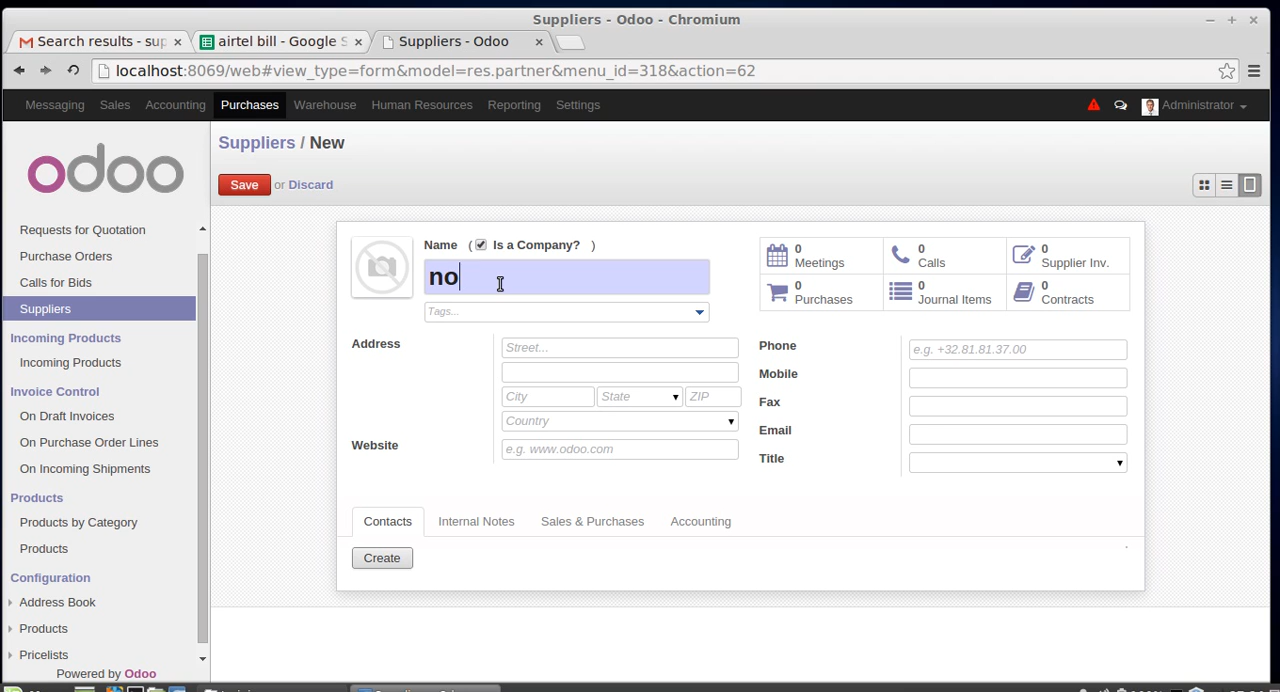 Suppliers - Odoo - Chromium
Search results - sup
airtel bill - Google S
Suppliers - Odoo
localhost:8069/web#view_type=form&model=res.partner&menu_id=318&action=62
Messaging Sales Accounting Purchases Warehouse Human Resources Reporting Settings Administrator
odoo
Suppliers / New
Save or Discard
Requests for Quotation
Purchase Orders
Calls for Bids
Suppliers
Incoming Products
Incoming Products
Invoice Control
On Draft Invoices
On Purchase Order Lines
On Incoming Shipments
Products
Products by Category
Products
Configuration
Address Book
Products
Pricelists
Powered by Odoo
Name ( Is a Company? )
no
Tags...
0 Meetings
0 Calls
0 Supplier Inv.
0 Purchases
0 Journal Items
0 Contracts
Address
Street...
City State ZIP
Country
Website e.g. www.odoo.com
Phone e.g. +32.81.81.37.00
Mobile
Fax
Email
Title
Contacts Internal Notes Sales & Purchases Accounting
Create